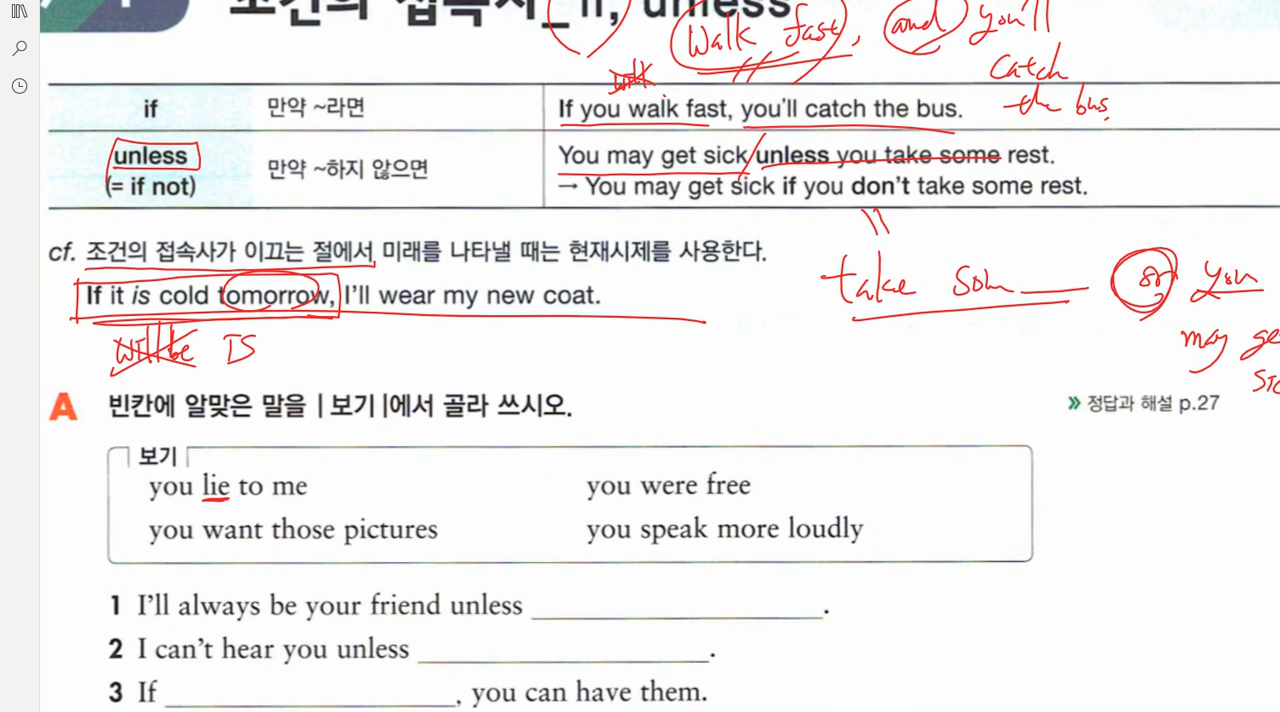 조건의 접속사_if, unless
Walk fast, and you'll
catch
the bus.
if 만약 ~라면 If you walk fast, you'll catch the bus.
unless
(= if not) 만약 ~하지 않으면
You may get sick unless you take some rest.
→ You may get sick if you don't take some rest.
cf. 조건의 접속사가 이끄는 절에서 미래를 나타낼 때는 현재시제를 사용한다.
take som or you
may
If it is cold tomorrow, I'll wear my new coat.
will be is
A 빈칸에 알맞은 말을 | 보기 |에서 골라 쓰시오.
» 정답과 해설 p.27
보기
you lie to me you were free
you want those pictures you speak more loudly
1 I'll always be your friend unless ____________________.
2 I can't hear you unless ____________________.
3 If ____________________, you can have them.